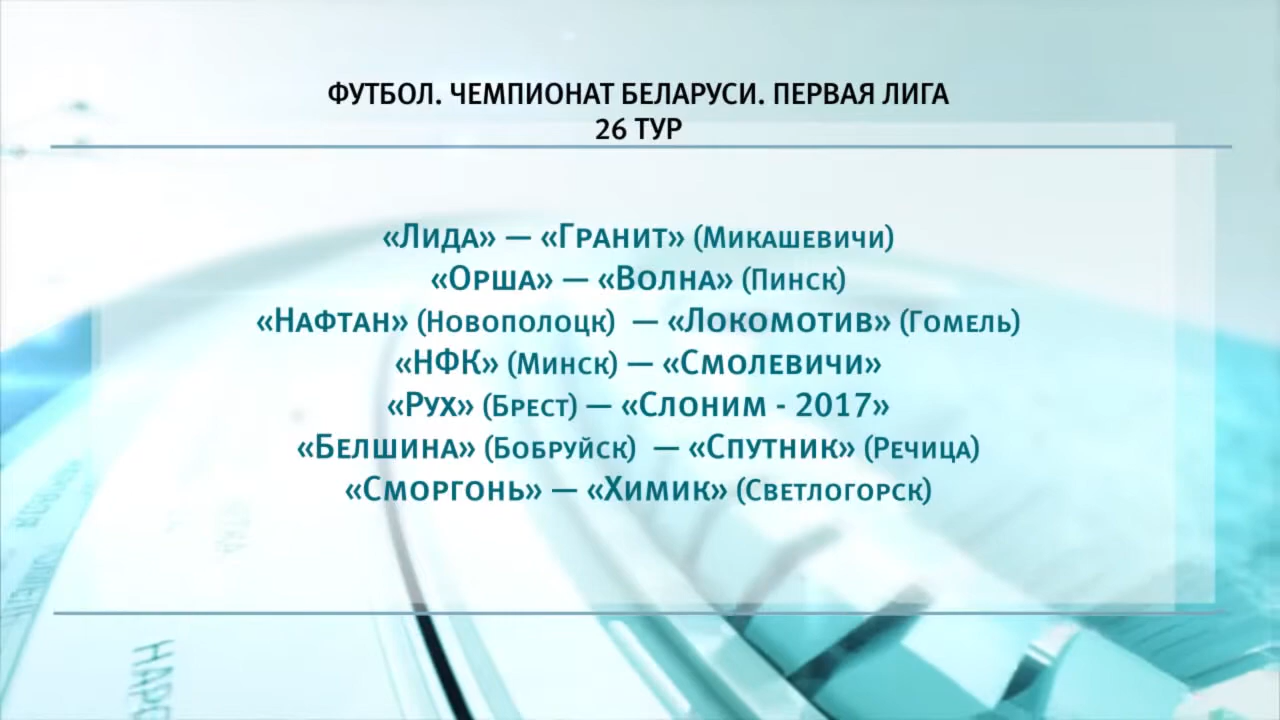 ФУТБОЛ. ЧЕМПИОНАТ БЕЛАРУСИ. ПЕРВАЯ ЛИГА
26 ТУР
«Лида» — «Гранит» (Микашевичи)
«Орша» — «Волна» (Пинск)
«Нафтан» (Новополоцк) — «Локомотив» (Гомель)
«НФК» (Минск) — «Смолевичи»
«Рух» (Брест) — «Слоним - 2017»
«Белшина» (Бобруйск) — «Спутник» (Речица)
«Сморгонь» — «Химик» (Светлогорск)